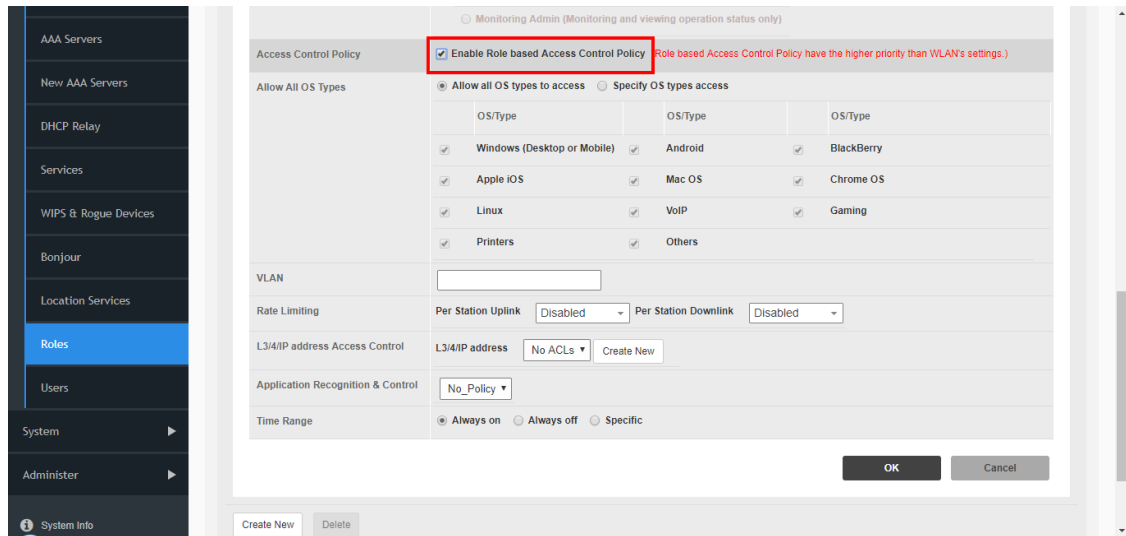 Monitoring Admin (Monitoring and viewing operation status only)
AAA Servers
Access Control Policy
Enable Role based Access Control Policy
Role based Access Control Policy have the higher priority than WLAN's settings.)
New AAA Servers
Allow All OS Types
Allow all OS types to access
Specify OS types access
OS/Type
OS/Type
OS/Type
DHCP Relay
Windows (Desktop or Mobile)
Android
BlackBerry
Services
Apple iOS
Mac OS
Chrome OS
WIPS & Rogue Devices
Linux
VoIP
Gaming
Printers
Others
Bonjour
VLAN
Location Services
Rate Limiting
Per Station Uplink
Disabled
Per Station Downlink
Disabled
Roles
L3/4/IP address Access Control
L3/4/IP address
No ACLs
Create New
Users
Application Recognition & Control
No_Policy
Time Range
Always on
Always off
Specific
System
Administer
OK
Cancel
System Info
Create New
Delete